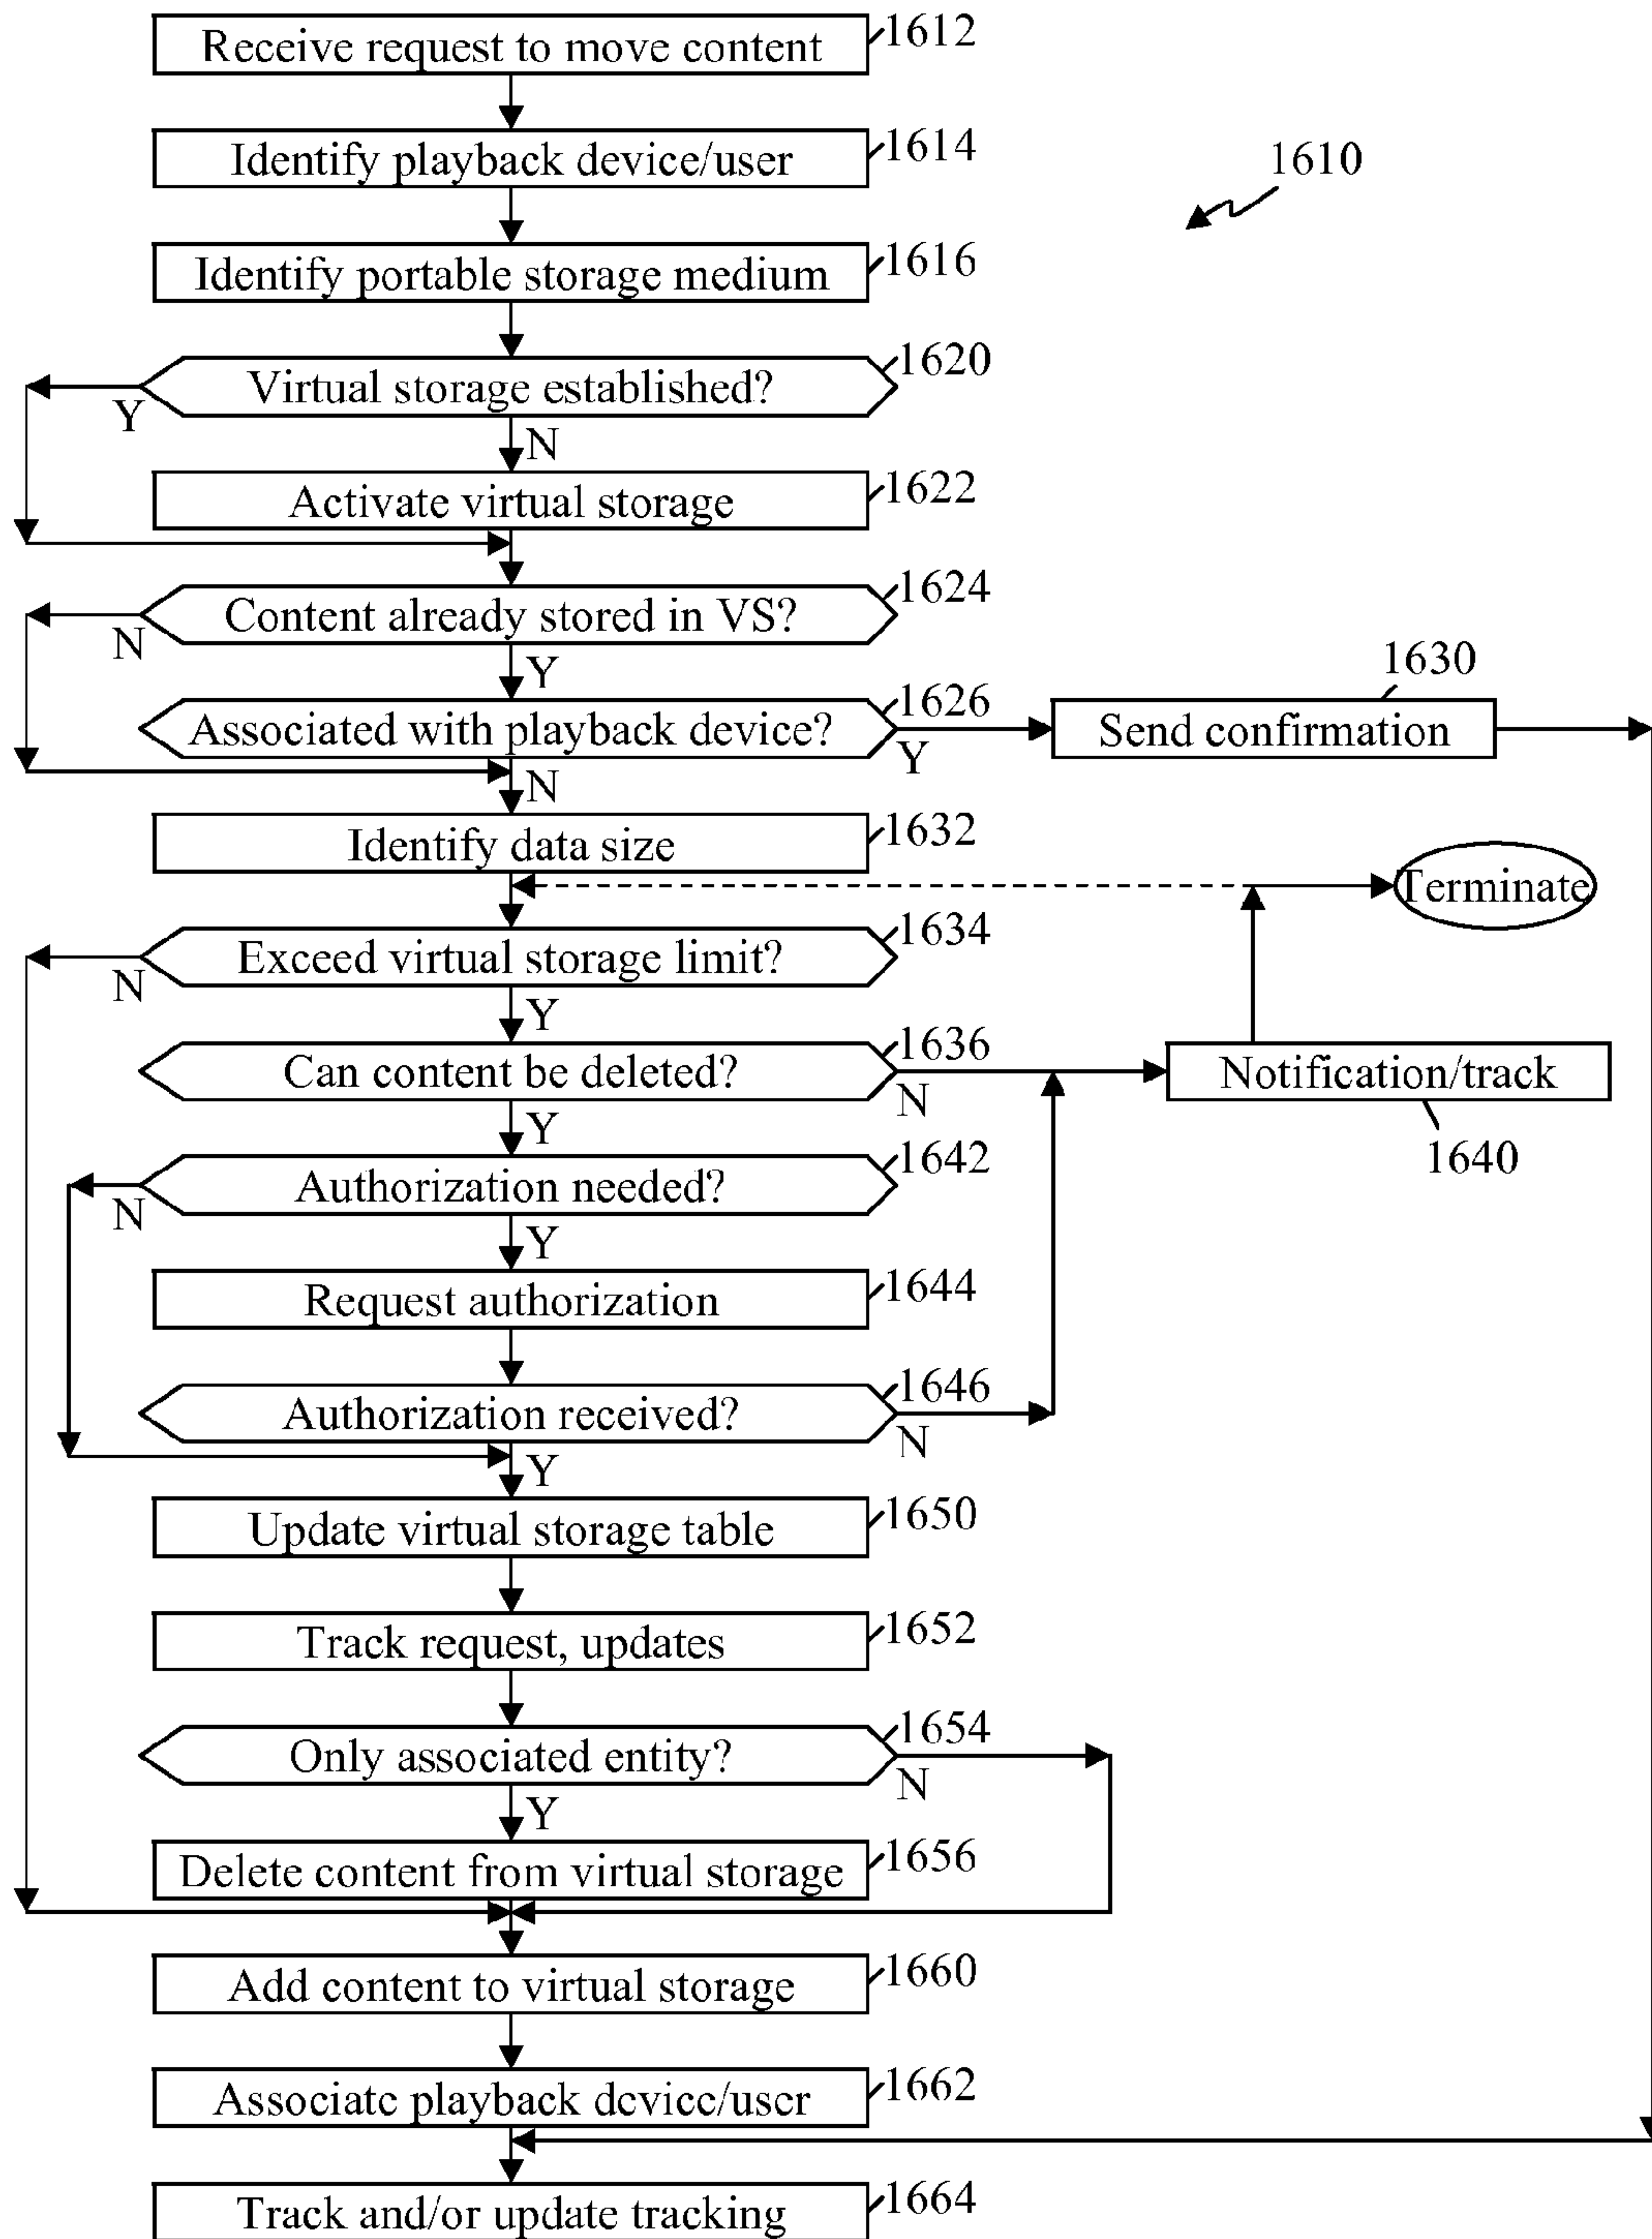 Receive request to move content 1612
Identify playback device/user 1614
1610
Identify portable storage medium 1616
Virtual storage established? 1620
Y
N
Activate virtual storage 1622
Content already stored in VS? 1624
N
Y
1630
Associated with playback device? 1626
Send confirmation
Y
N
Identify data size 1632
Terminate
Exceed virtual storage limit? 1634
N
Y
Can content be deleted? 1636
Notification/track
N
Y
1640
Authorization needed? 1642
N
Y
Request authorization 1644
Authorization received? 1646
N
Y
Update virtual storage table 1650
Track request, updates 1652
Only associated entity? 1654
N
Y
Delete content from virtual storage 1656
Add content to virtual storage 1660
Associate playback device/user 1662
Track and/or update tracking 1664